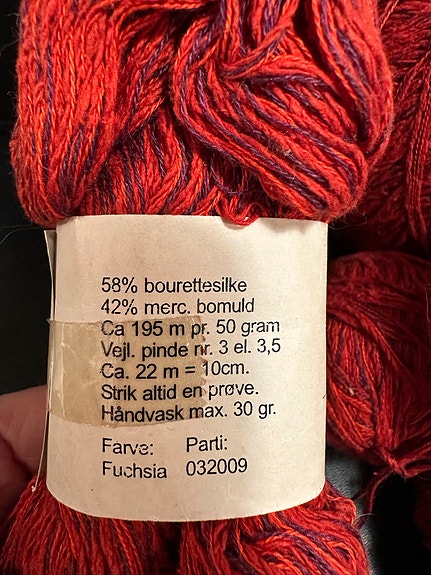 58% bourettesilke
42% merc. bomuld
Ca 195 m pr. 50 gram
Vejl. pinde nr. 3 el. 3,5
Ca. 22 m = 10cm.
Strik altid en prøve.
Håndvask max. 30 gr.
Farve: Parti:
Fuchsia 032009